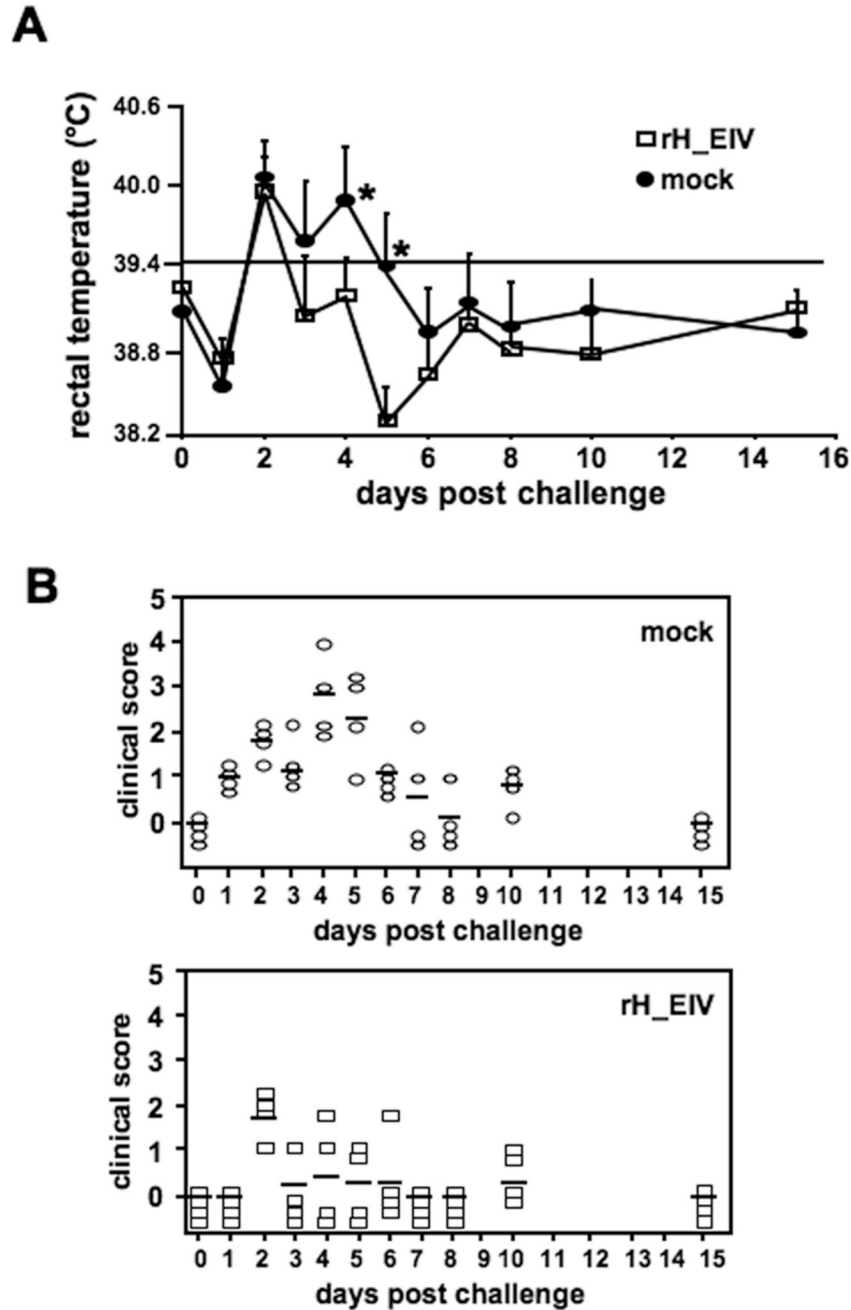 A
rectal temperature (°C)
40.6
40.0
39.4
38.8
38.2
rH_EIV
mock
*
*
0 2 4 6 8 10 12 14 16
days post challenge
B
clinical score
5
4
3
2
1
0
mock
0 1 2 3 4 5 6 7 8 9 10 11 12 13 14 15
days post challenge
clinical score
5
4
3
2
1
0
rH_EIV
0 1 2 3 4 5 6 7 8 9 10 11 12 13 14 15
days post challenge